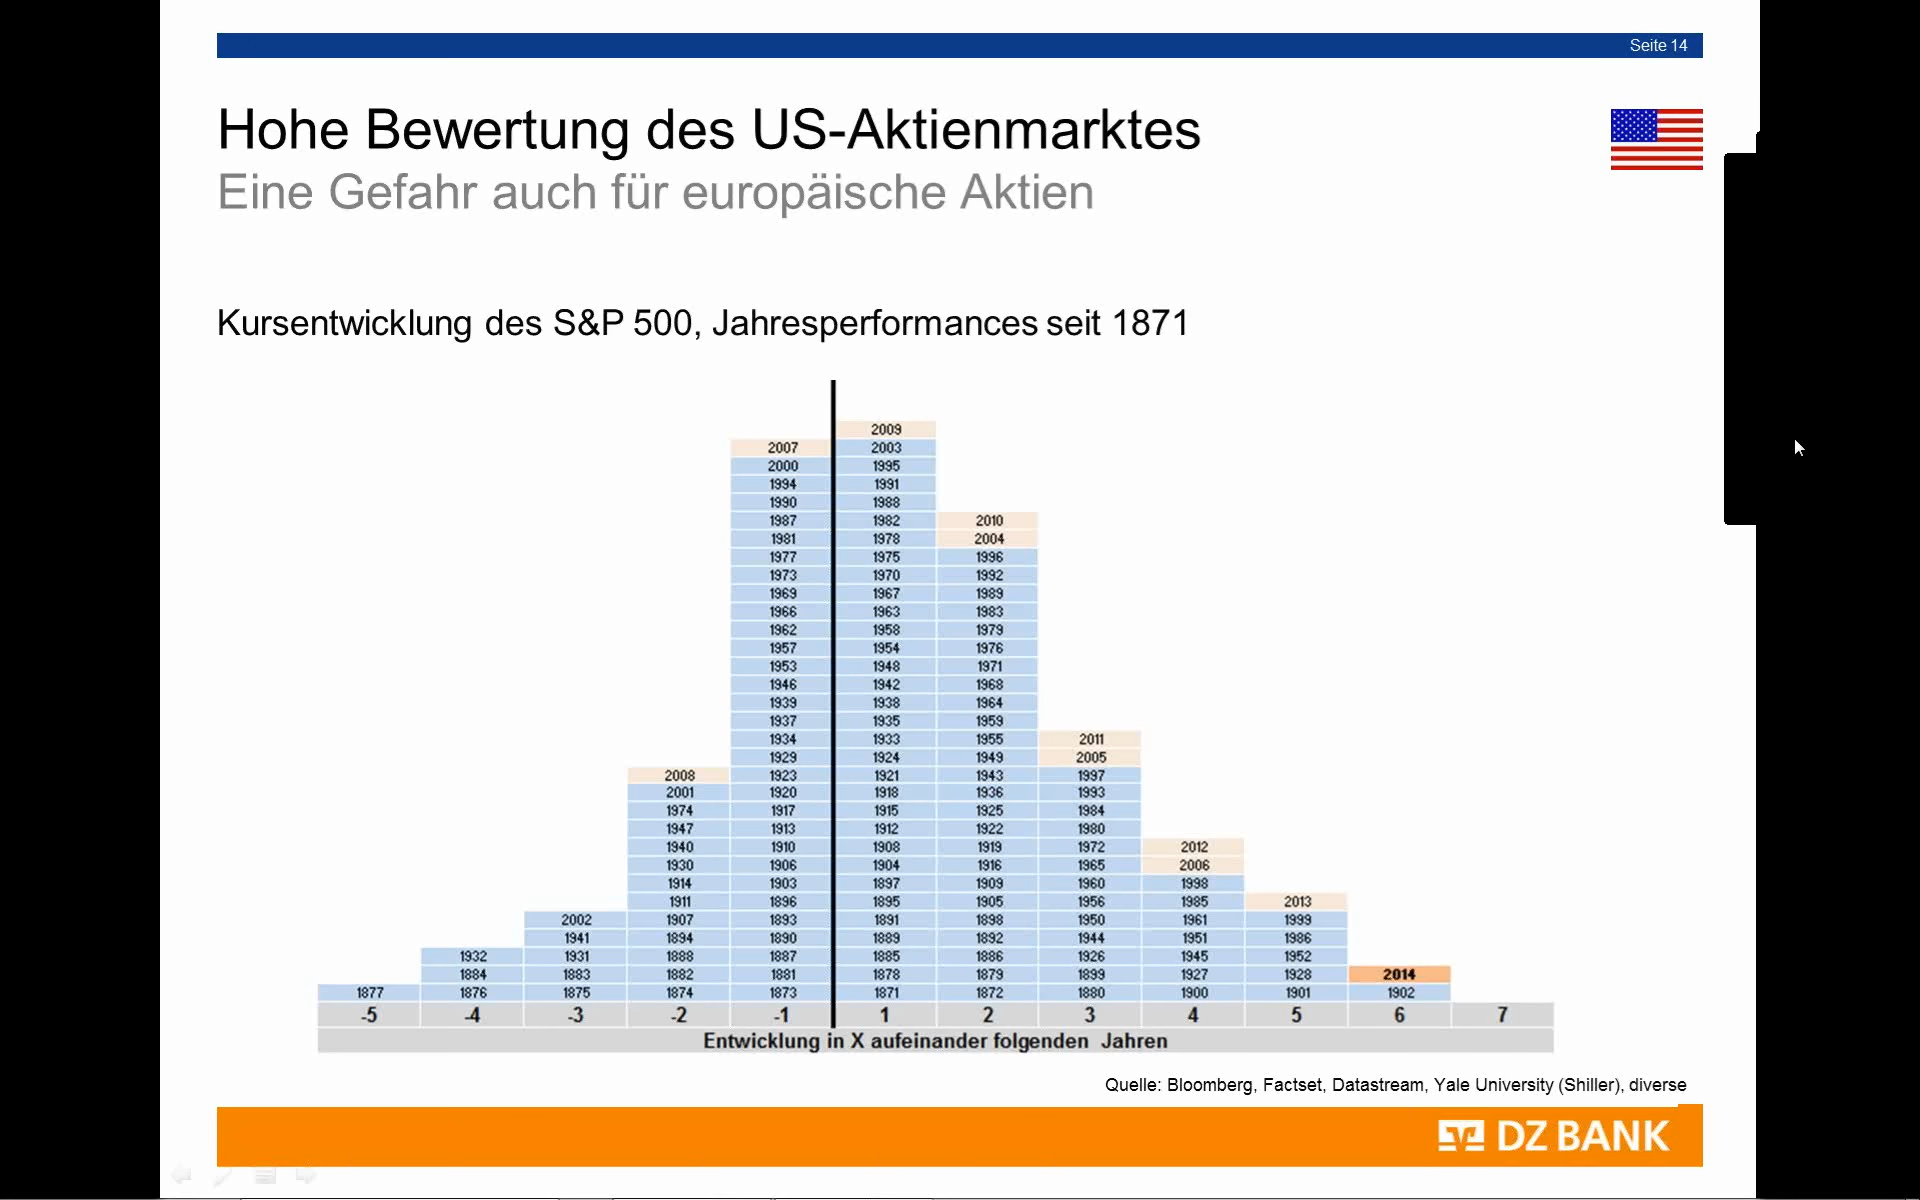 Seite 14
Hohe Bewertung des US-Aktienmarktes
Eine Gefahr auch für europäische Aktien
Kursentwicklung des S&P 500, Jahresperformances seit 1871
2009
2007 2003
2000 1995
1994 1991
1990 1988
1987 1982 2010
1981 1978 2004
1977 1975 1996
1973 1970 1992
1969 1967 1989
1966 1963 1983
1962 1958 1979
1957 1954 1976
1953 1948 1971
1946 1942 1968
1939 1938 1964
1937 1935 1959
1934 1933 1955 2011
1929 1924 1949 2005
2008 1923 1921 1943 1997
2001 1920 1918 1936 1993
1974 1917 1915 1925 1984
1947 1913 1912 1922 1980
1940 1910 1908 1919 1972 2012
1930 1906 1904 1916 1965 2006
1914 1903 1897 1909 1960 1998
1911 1896 1895 1905 1956 1985 2013
2002 1907 1893 1891 1898 1950 1961 1999
1941 1894 1890 1889 1892 1944 1951 1986
1932 1931 1888 1887 1885 1886 1926 1945 1952
1884 1883 1882 1881 1878 1879 1899 1927 1928 2014
1877 1876 1875 1874 1873 1871 1872 1880 1900 1901 1902
-5 -4 -3 -2 -1 1 2 3 4 5 6 7
Entwicklung in X aufeinander folgenden Jahren
Quelle: Bloomberg, Factset, Datastream, Yale University (Shiller), diverse
DZ BANK